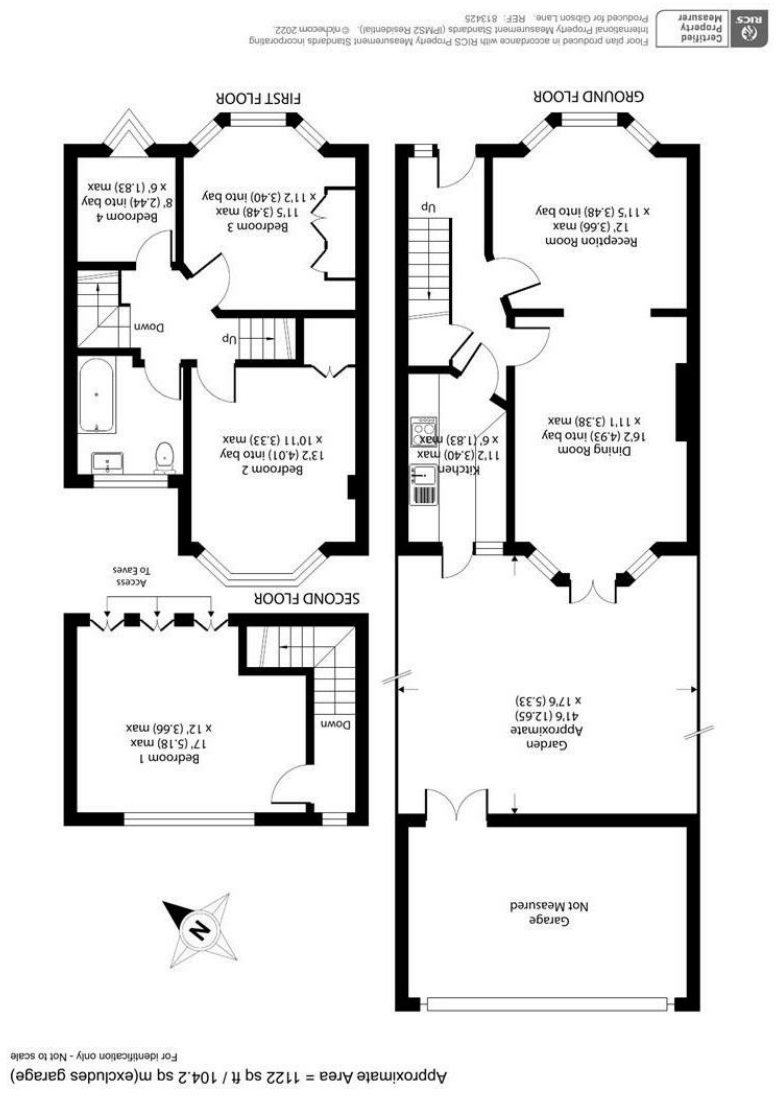 Approximate Area = 1122 sq ft / 104.2 sq m(excludes garage)
For identification only - Not to scale
Garage
Not Measured
N
Garden
Approximate
41'6 (12.65)
x 17'6 (5.33)
Down
Bedroom 1
17' (5.18) max
x 12' (3.66) max
Access
To Eaves
SECOND FLOOR
Dining Room
16'2 (4.93) into bay
x 11'1 (3.38) max
Kitchen
11'2 (3.40) max
x 6' (1.83) max
Bedroom 2
13'2 (4.01) into bay
x 10'11 (3.33) max
Up
Down
Reception Room
12' (3.66) max
x 11'5 (3.48) into bay
Up
Bedroom 3
11'5 (3.48) max
x 11'2 (3.40) into bay
Bedroom 4
8' (2.44) into bay
x 6' (1.83) max
GROUND FLOOR
FIRST FLOOR
RICS
Certified
Property
Measurer
Floor plan produced in accordance with RICS Property Measurement Standards incorporating
International Property Measurement Standards (IPMS2 Residential). © nichecom 2022.
Produced for Gibson Lane. REF: 813425